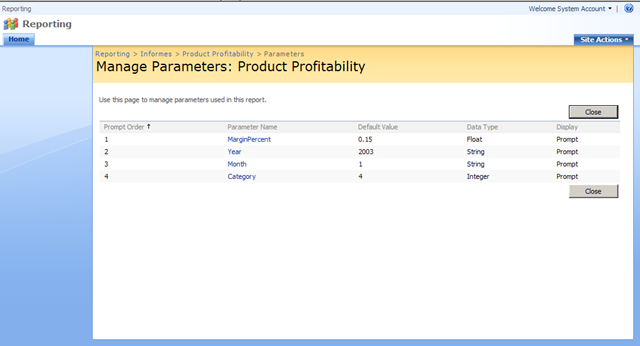 Reporting
Welcome System Account
Reporting
Home
Site Actions
Reporting > Informes > Product Profitability > Parameters
Manage Parameters: Product Profitability
Use this page to manage parameters used in this report.
Close
Prompt Order Parameter Name Default Value Data Type Display
1 MarginPercent 0.15 Float Prompt
2 Year 2003 String Prompt
3 Month 1 String Prompt
4 Category 4 Integer Prompt
Close